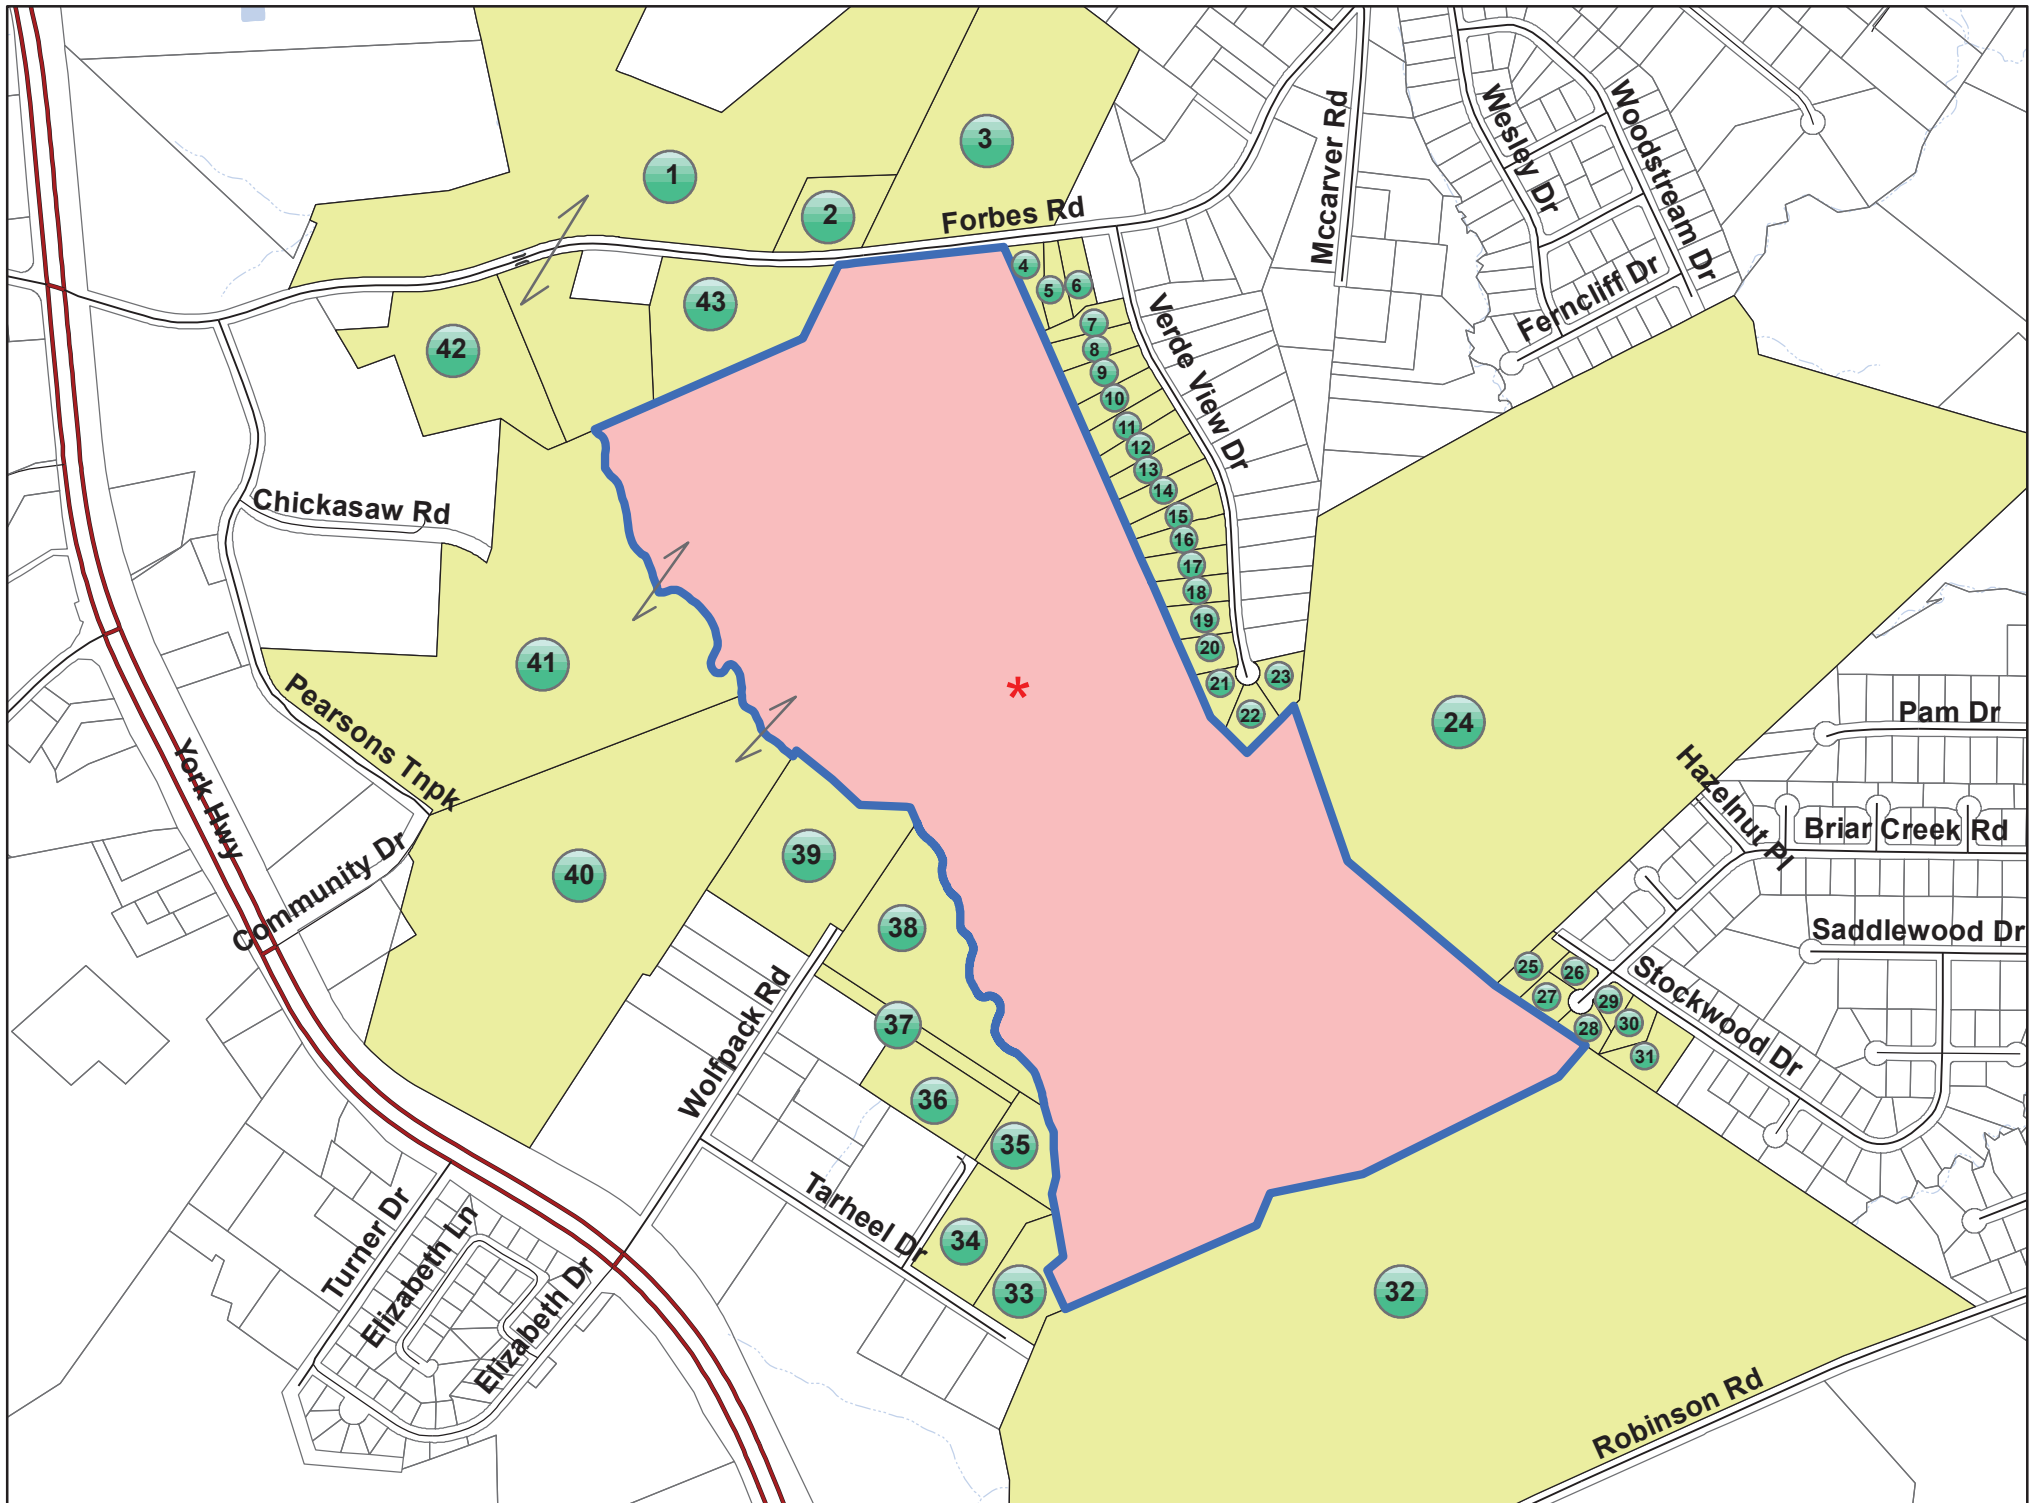 1
2
3
Forbes Rd
Mccarver Rd
Wesley Dr
Woodstream Dr
Ferncliff Dr
4
5
6
43
42
7
8
9
10
11
12
13
14
15
16
17
18
19
20
21
22
23
Verde View Dr
Chickasaw Rd
41
*
24
Pearsons Tnpk
York Hwy
Community Dr
40
39
38
37
36
35
34
33
32
Pam Dr
Hazelnut Pl
Briar Creek Rd
Saddlewood Dr
Stockwood Dr
25
26
27
28
29
30
31
Wolfpack Rd
Tarheel Dr
Turner Dr
Elizabeth Ln
Elizabeth Dr
Robinson Rd